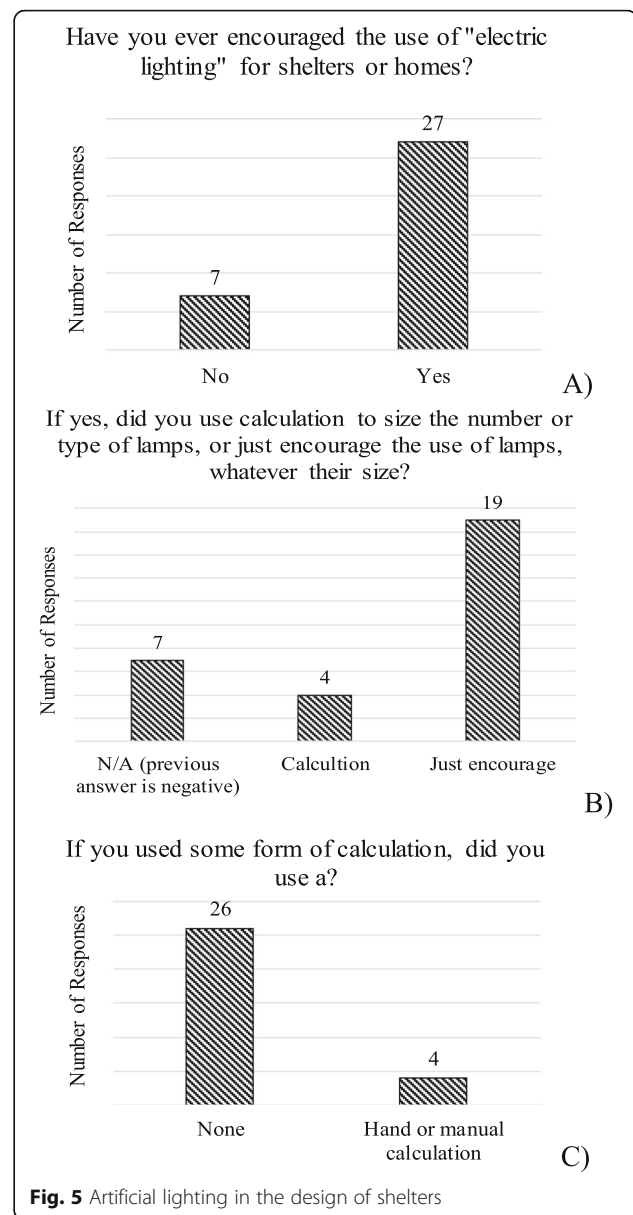 Have you ever encouraged the use of "electric
lighting" for shelters or homes?
Number of Responses
7
27
No
Yes
A)
If yes, did you use calculation to size the number or
type of lamps, or just encourage the use of lamps,
whatever their size?
Number of Responses
7
4
19
N/A (previous
answer is negative)
Calcultion
Just encourage
B)
If you used some form of calculation, did you
use a?
Number of Responses
26
4
None
Hand or manual
calculation
C)
Fig. 5 Artificial lighting in the design of shelters